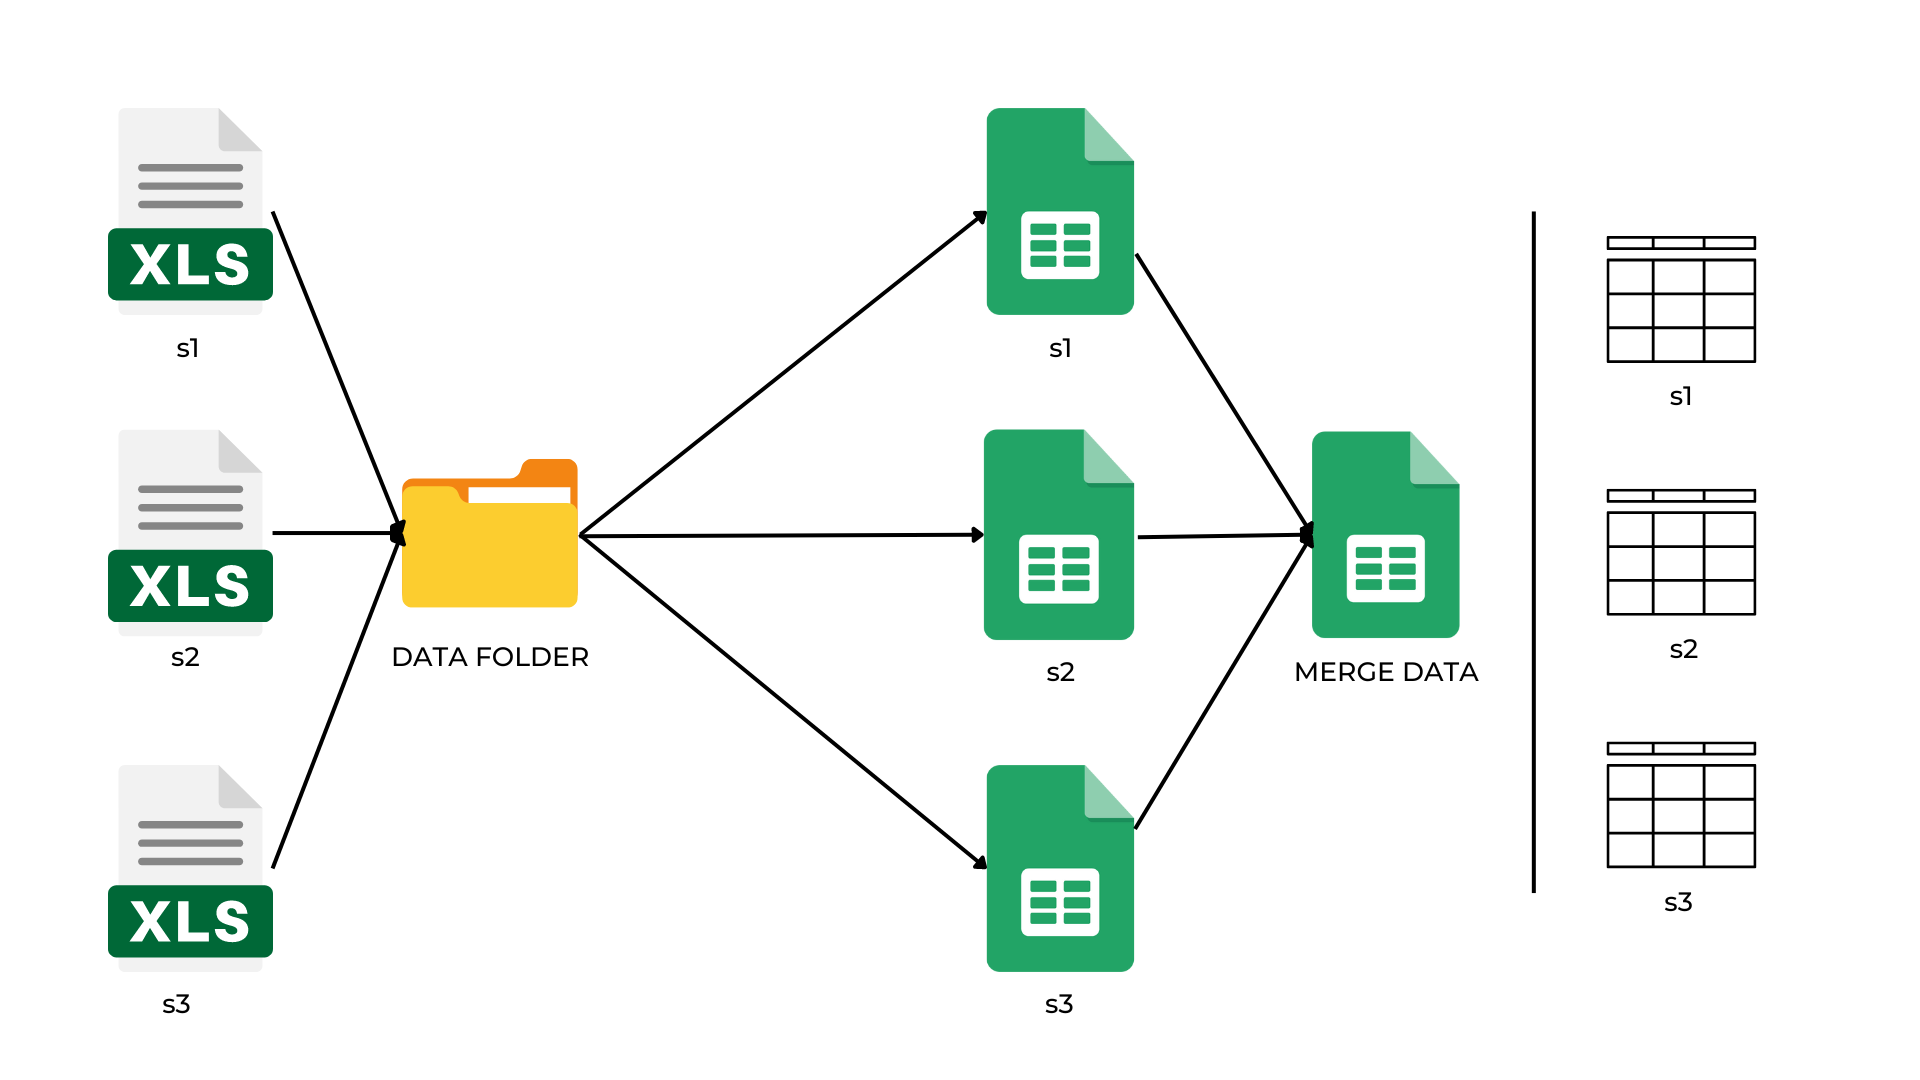 XLS
s1
XLS
s2
XLS
s3
DATA FOLDER
s1
s2
s3
MERGE DATA
s1
s2
s3